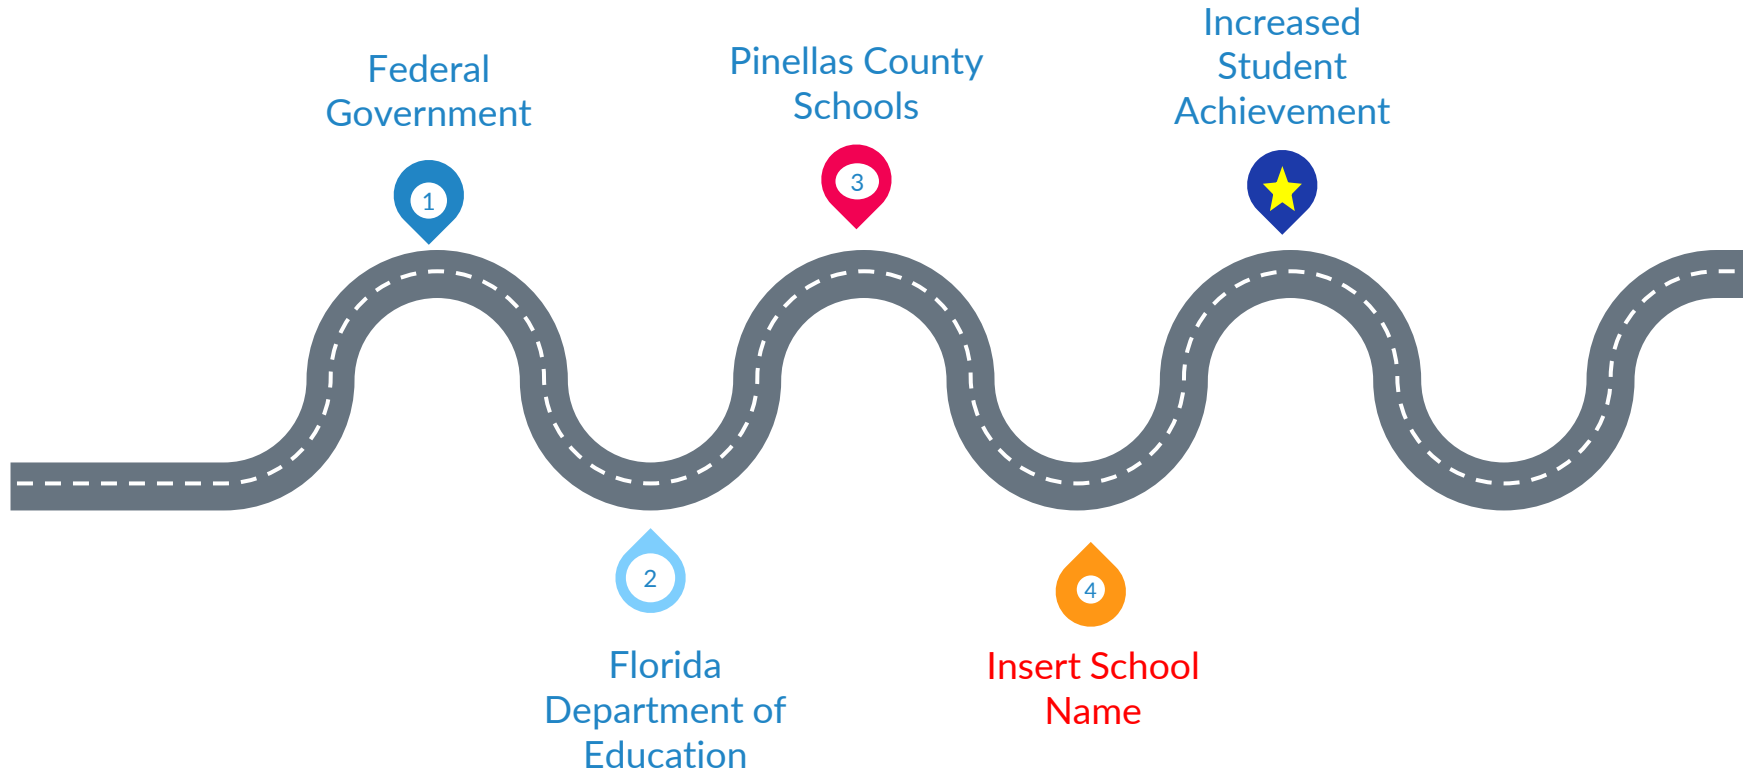 Federal
Government
1
2
Florida
Department of
Education
Pinellas County
Schools
3
4
Insert School
Name
Increased
Student
Achievement